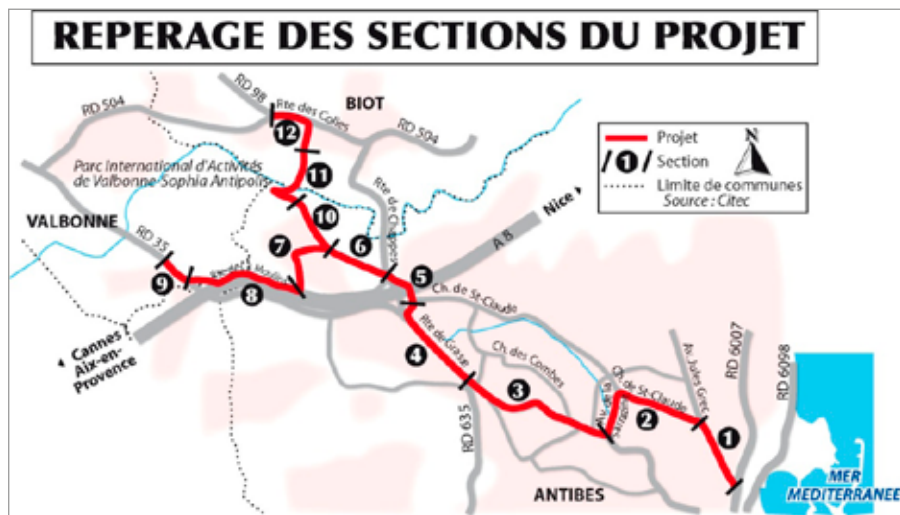 REPERAGE DES SECTIONS DU PROJET
RD 504
RD 98
Rte des Colles
BIOT
RD 504
Projet
N
1 Section
Limite de communes
Source : Citec
12
Parc International d'Activités
de Valbonne-Sophia Antipolis
11
Rte de Chappes
VALBONNE
RD 35
10
Nice
A 8
7
6
5
9
8
Ch. de St-Claude
Cannes
Aix-en-
Provence
Rte de Grasse
4
Ch. des Combes
3
RD 635
Ch. de St-Claude
2
Av. Jules Grec
RD 6007
RD 6098
1
ANTIBES
MER
MEDITERRANEE